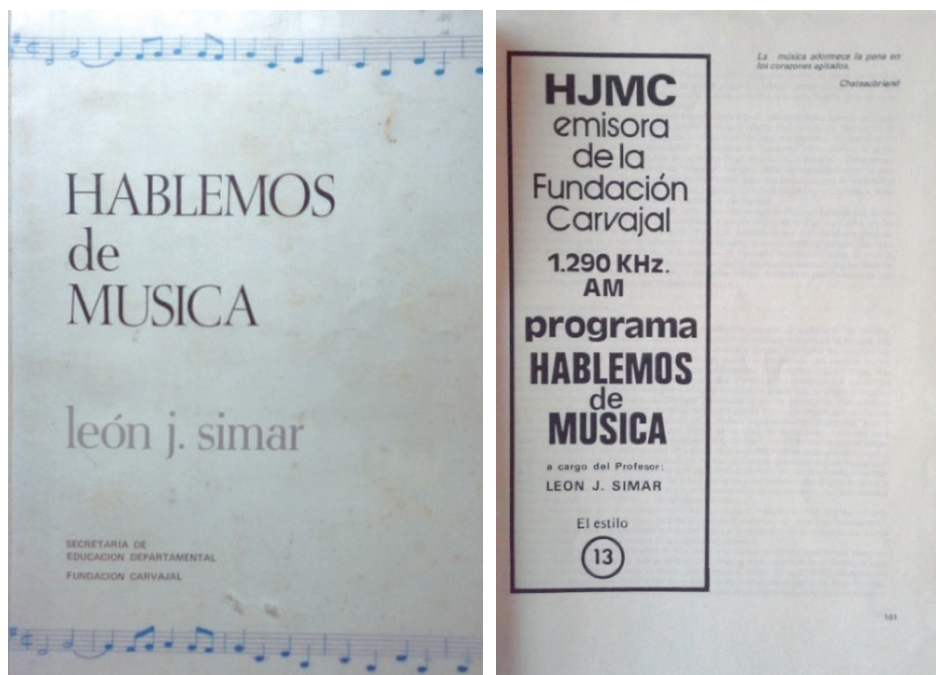 HABLEMOS
de
MUSICA
león j. simar
SECRETARIA DE
EDUCACION DEPARTAMENTAL
FUNDACION CARVAJAL
La música adormece la pena en
los corazones agitados.
Chateaubriand
HJMC
emisora
de la
Fundación
Carvajal
1.290 KHz.
AM
programa
HABLEMOS
de
MUSICA
a cargo del Profesor:
LEON J. SIMAR
El estilo
13
101